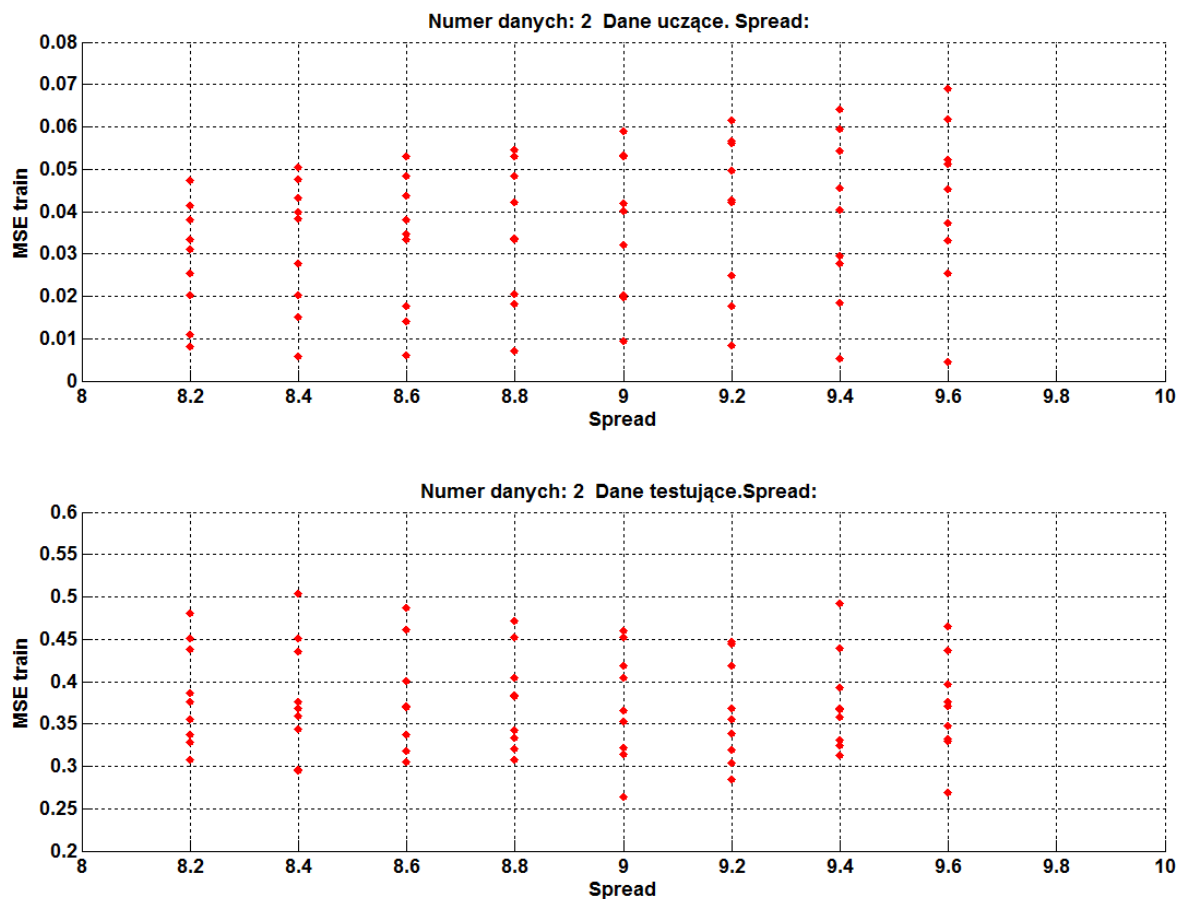 Numer danych: 2  Dane uczące. Spread:
0.08
0.07
0.06
0.05
0.04
0.03
0.02
0.01
0
MSE train
8 8.2 8.4 8.6 8.8 9 9.2 9.4 9.6 9.8 10
Spread
Numer danych: 2  Dane testujące.Spread:
0.6
0.55
0.5
0.45
0.4
0.35
0.3
0.25
0.2
MSE train
8 8.2 8.4 8.6 8.8 9 9.2 9.4 9.6 9.8 10
Spread